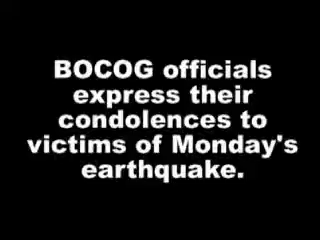 BOCOG officials
express their
condolences to
victims of Monday's
earthquake.